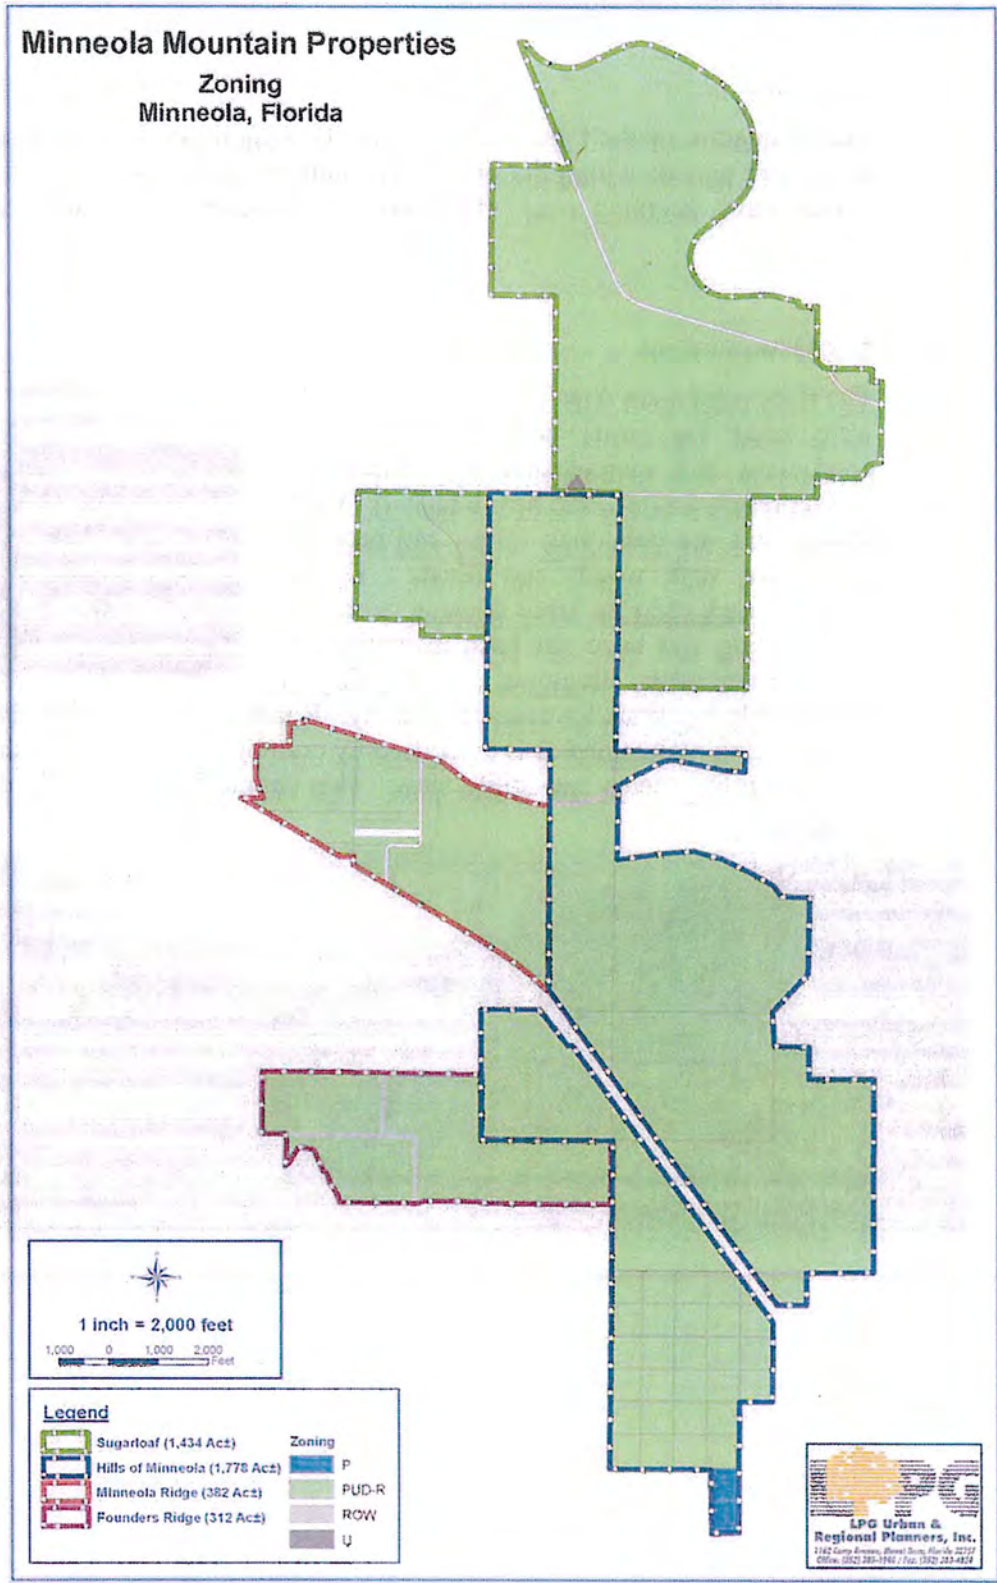 Minneola Mountain Properties
Zoning
Minneola, Florida
1 inch = 2,000 feet
1,000 0 1,000 2,000
Feet
Legend
Sugarloaf (1,434 Ac±)
Hills of Minneola (1,778 Ac±)
Minneola Ridge (382 Ac±)
Founders Ridge (312 Ac±)
Zoning
P
PUD-R
ROW
U
LPG
LPG Urban &
Regional Planners, Inc.